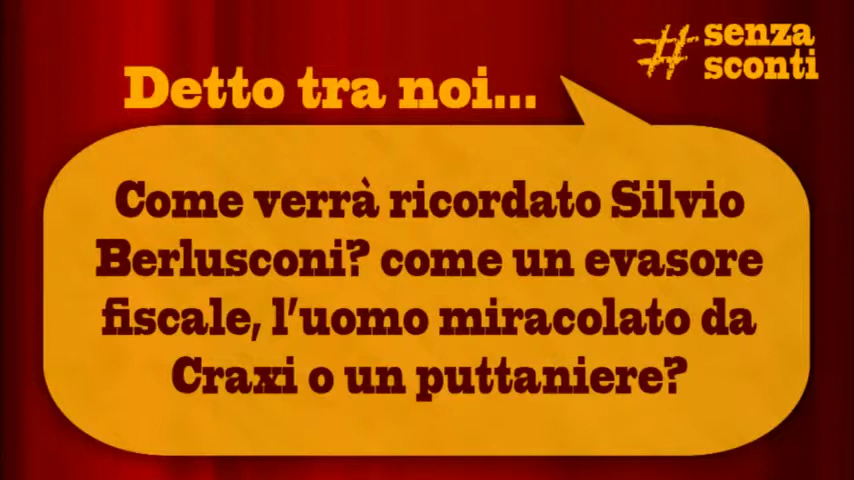 #senza
sconti
Detto tra noi...
Come verrà ricordato Silvio
Berlusconi? come un evasore
fiscale, l'uomo miracolato da
Craxi o un puttaniere?